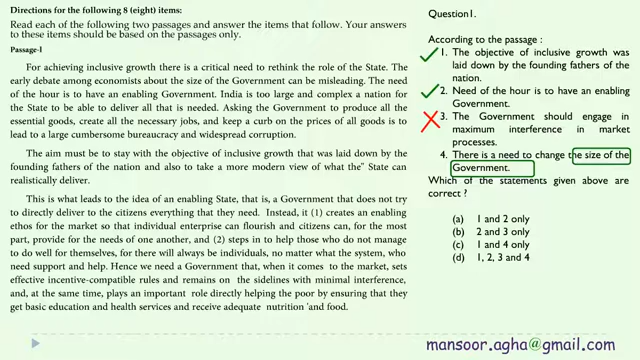 Directions for the following 8 (eight) items:
Read each of the following two passages and answer the items that follow. Your answers
to these items should be based on the passages only.
Passage-I
For achieving inclusive growth there is a critical need to rethink the role of the State. The
early debate among economists about the size of the Government can be misleading. The need
of the hour is to have an enabling Government. India is too large and complex a nation for
the State to be able to deliver all that is needed. Asking the Government to produce all the
essential goods, create all the necessary jobs, and keep a curb on the prices of all goods is to
lead to a large cumbersome bureaucracy and widespread corruption.
The aim must be to stay with the objective of inclusive growth that was laid down by the
founding fathers of the nation and also to take a more modern view of what the" State can
realistically deliver.
This is what leads to the idea of an enabling State, that is, a Government that does not try
to directly deliver to the citizens everything that they need. Instead, it (1) creates an enabling
ethos for the market so that individual enterprise can flourish and citizens can, for the most
part, provide for the needs of one another, and (2) steps in to help those who do not manage
to do well for themselves, for there will always be individuals, no matter what the system, who
need support and help. Hence we need a Government that, when it comes to the market, sets
effective incentive-compatible rules and remains on the sidelines with minimal interference,
and, at the same time, plays an important role directly helping the poor by ensuring that they
get basic education and health services and receive adequate nutrition 'and food.
Question1.
According to the passage :
1. The objective of inclusive growth was
laid down by the founding fathers of the
nation.
2. Need of the hour is to have an enabling
Government.
3. The Government should engage in
maximum interference in market
processes.
4. There is a need to change the size of the
Government.
Which of the statements given above are
correct ?
(a) 1 and 2 only
(b) 2 and 3 only
(c) 1 and 4 only
(d) 1, 2, 3 and 4
mansoor.agha@gmail.com